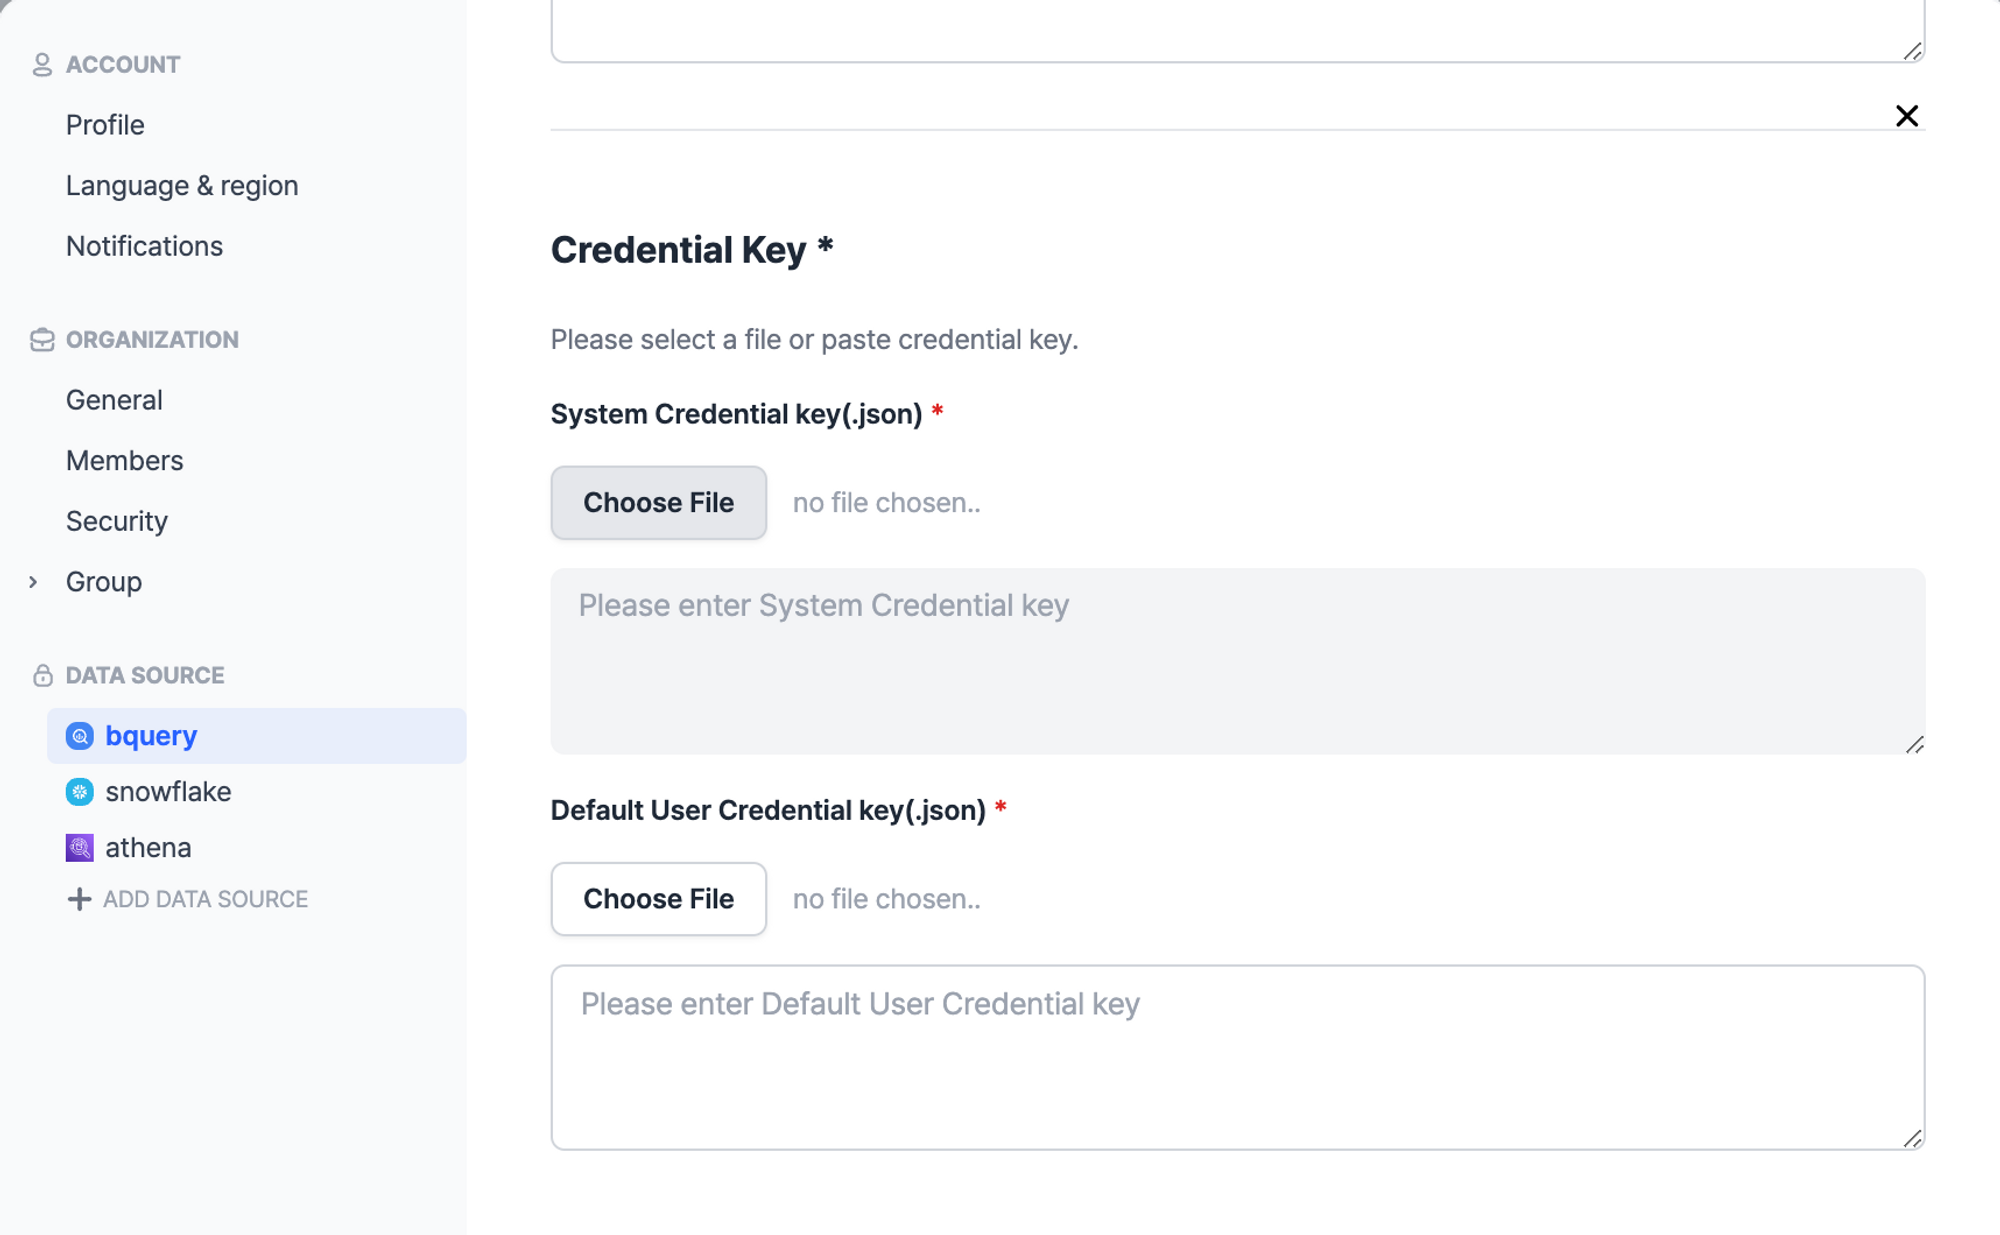 ACCOUNT
Profile
Language & region
Notifications
ORGANIZATION
General
Members
Security
Group
DATA SOURCE
bquery
snowflake
athena
ADD DATA SOURCE
Credential Key *
Please select a file or paste credential key.
System Credential key(.json) *
Choose File no file chosen..
Please enter System Credential key
Default User Credential key(.json) *
Choose File no file chosen..
Please enter Default User Credential key